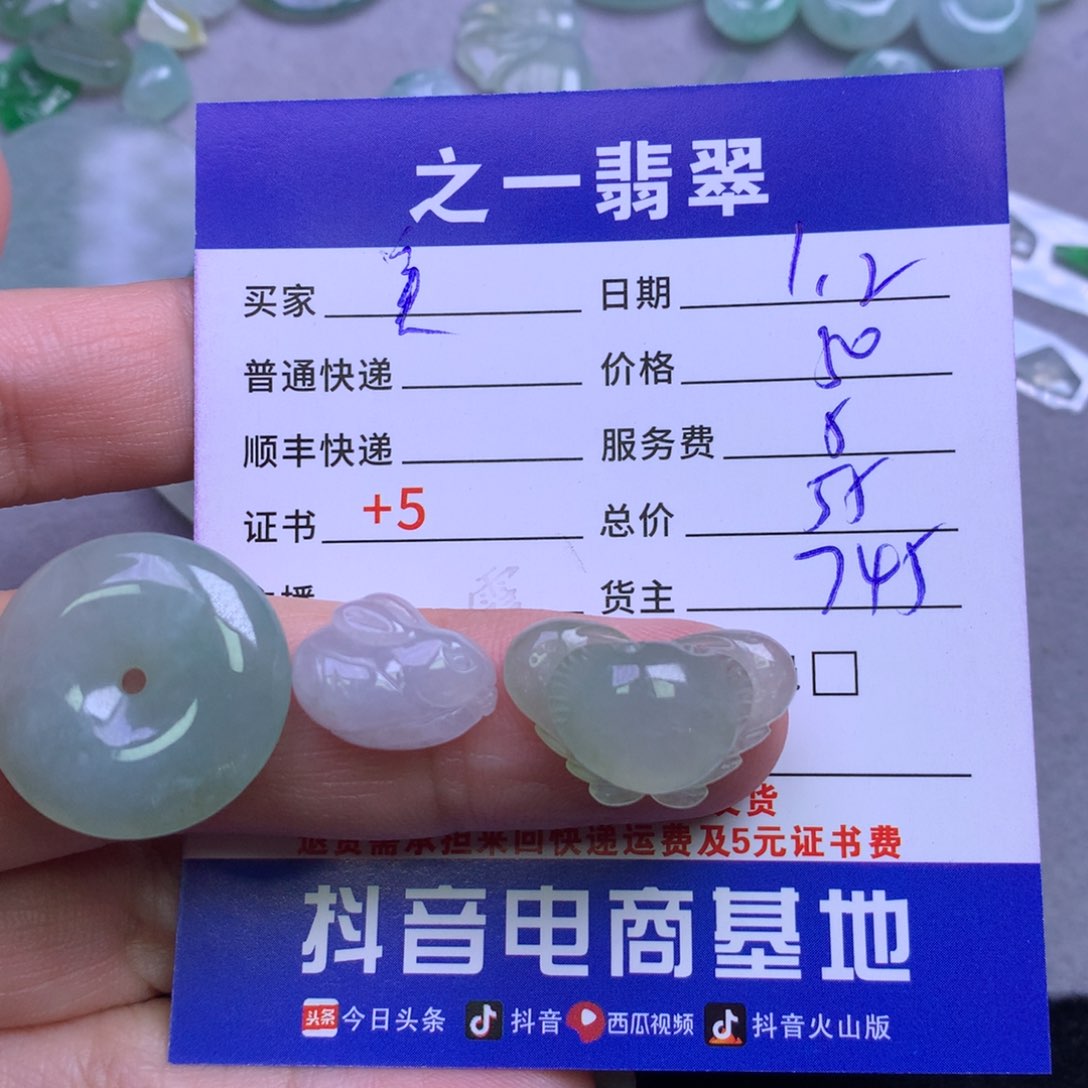 之一翡翠
买家 日期 1.2
普通快递 价格 50
顺丰快递 服务费 8
证书 +5 总价 58
货主 745
退货需承担来回快递运费及5元证书费
抖音电商基地
头条 今日头条 抖音 西瓜视频 抖音火山版